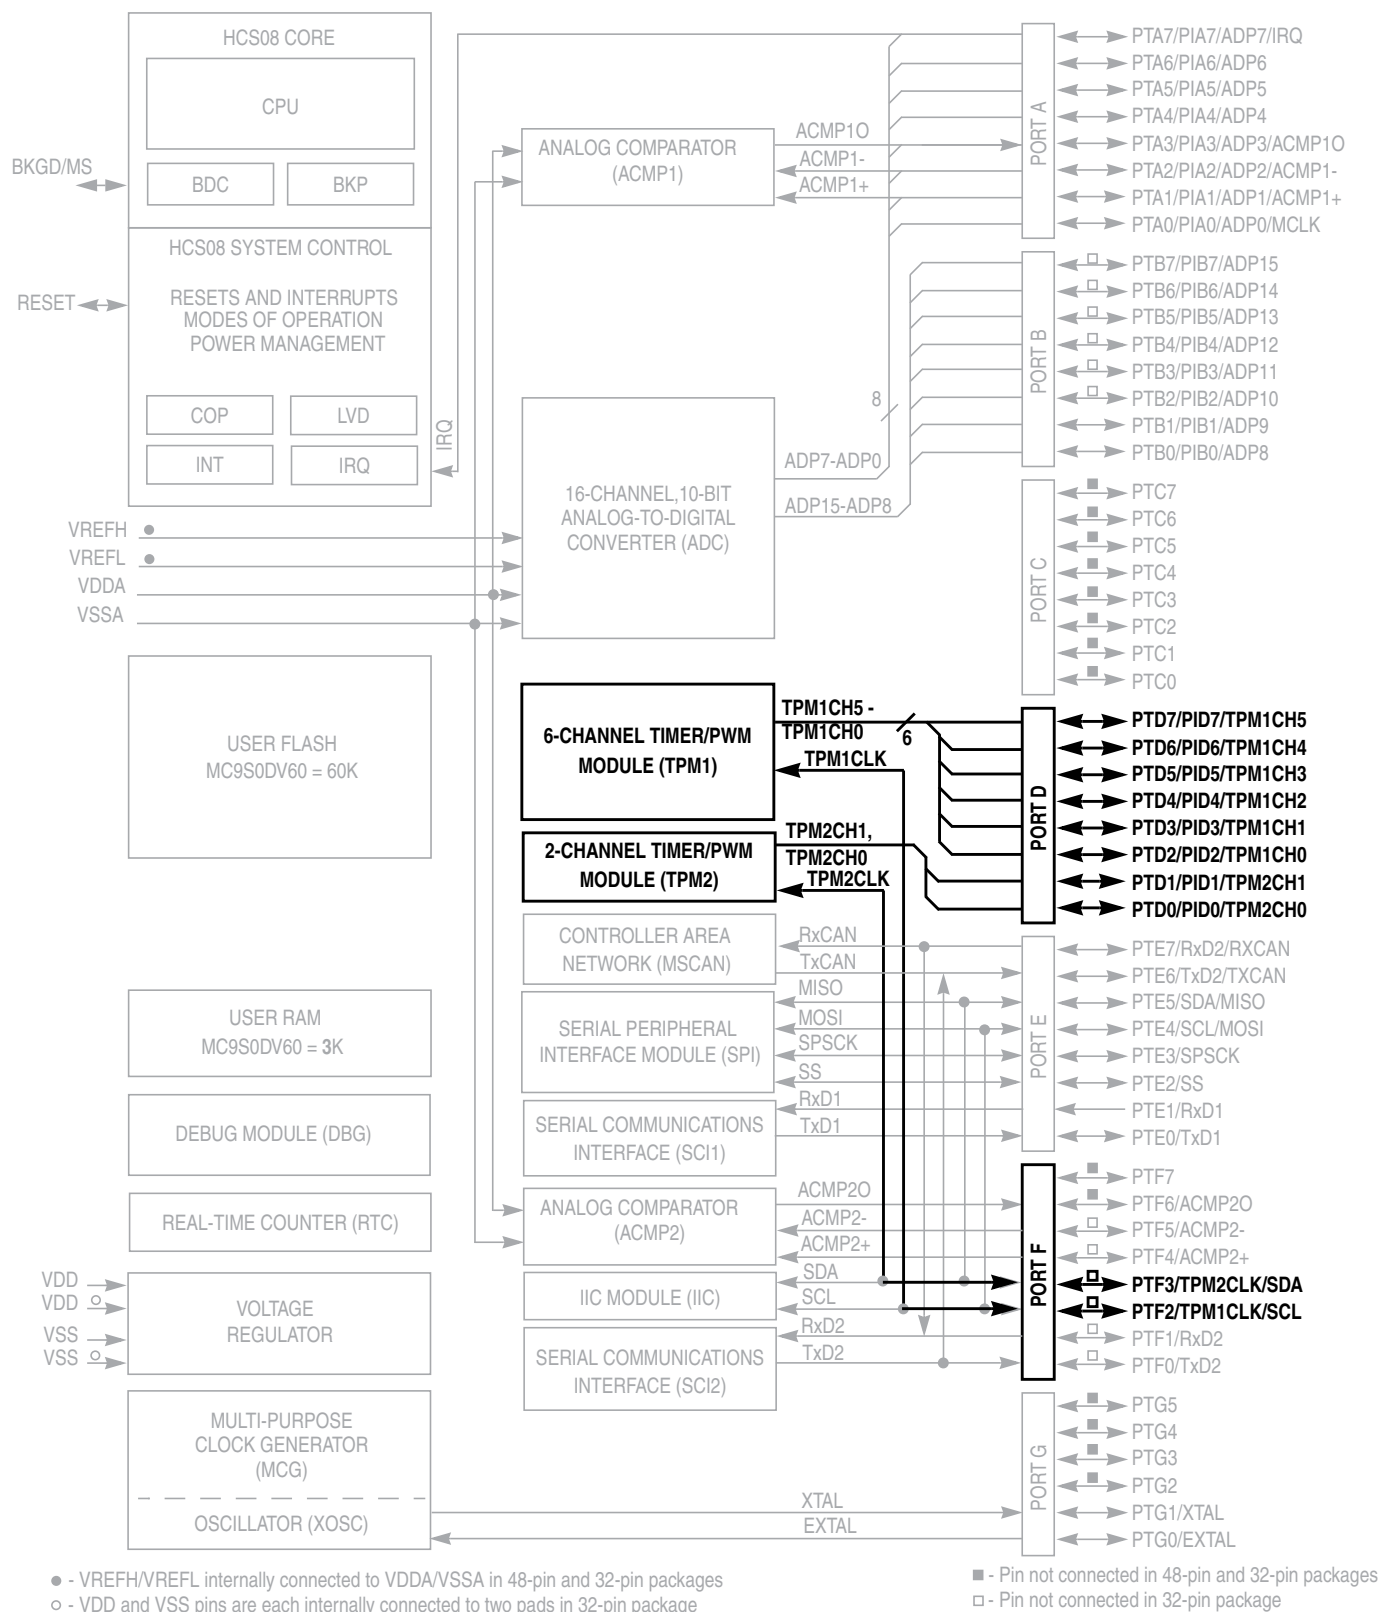 HCS08 CORE
CPU
BDC
BKP
BKGD/MS
HCS08 SYSTEM CONTROL
RESETS AND INTERRUPTS
MODES OF OPERATION
POWER MANAGEMENT
RESET
COP
LVD
INT
IRQ
IRQ
VREFH
VREFL
VDDA
VSSA
USER FLASH
MC9S0DV60 = 60K
USER RAM
MC9S0DV60 = 3K
DEBUG MODULE (DBG)
REAL-TIME COUNTER (RTC)
VDD
VDD
VSS
VSS
VOLTAGE
REGULATOR
MULTI-PURPOSE
CLOCK GENERATOR
(MCG)
OSCILLATOR (XOSC)
ANALOG COMPARATOR
(ACMP1)
ACMP1O
ACMP1-
ACMP1+
16-CHANNEL,10-BIT
ANALOG-TO-DIGITAL
CONVERTER (ADC)
8
ADP7-ADP0
ADP15-ADP8
6-CHANNEL TIMER/PWM
MODULE (TPM1)
TPM1CH5 -
TPM1CH0
6
TPM1CLK
2-CHANNEL TIMER/PWM
MODULE (TPM2)
TPM2CH1,
TPM2CH0
TPM2CLK
CONTROLLER AREA
NETWORK (MSCAN)
RxCAN
TxCAN
SERIAL PERIPHERAL
INTERFACE MODULE (SPI)
MISO
MOSI
SPSCK
SS
SERIAL COMMUNICATIONS
INTERFACE (SCI1)
RxD1
TxD1
ANALOG COMPARATOR
(ACMP2)
ACMP2O
ACMP2-
ACMP2+
IIC MODULE (IIC)
SDA
SCL
SERIAL COMMUNICATIONS
INTERFACE (SCI2)
RxD2
TxD2
XTAL
EXTAL
PORT A
PTA7/PIA7/ADP7/IRQ
PTA6/PIA6/ADP6
PTA5/PIA5/ADP5
PTA4/PIA4/ADP4
PTA3/PIA3/ADP3/ACMP1O
PTA2/PIA2/ADP2/ACMP1-
PTA1/PIA1/ADP1/ACMP1+
PTA0/PIA0/ADP0/MCLK
PORT B
PTB7/PIB7/ADP15
PTB6/PIB6/ADP14
PTB5/PIB5/ADP13
PTB4/PIB4/ADP12
PTB3/PIB3/ADP11
PTB2/PIB2/ADP10
PTB1/PIB1/ADP9
PTB0/PIB0/ADP8
PORT C
PTC7
PTC6
PTC5
PTC4
PTC3
PTC2
PTC1
PTC0
PORT D
PTD7/PID7/TPM1CH5
PTD6/PID6/TPM1CH4
PTD5/PID5/TPM1CH3
PTD4/PID4/TPM1CH2
PTD3/PID3/TPM1CH1
PTD2/PID2/TPM1CH0
PTD1/PID1/TPM2CH1
PTD0/PID0/TPM2CH0
PORT E
PTE7/RxD2/RXCAN
PTE6/TxD2/TXCAN
PTE5/SDA/MISO
PTE4/SCL/MOSI
PTE3/SPSCK
PTE2/SS
PTE1/RxD1
PTE0/TxD1
PORT F
PTF7
PTF6/ACMP2O
PTF5/ACMP2-
PTF4/ACMP2+
PTF3/TPM2CLK/SDA
PTF2/TPM1CLK/SCL
PTF1/RxD2
PTF0/TxD2
PORT G
PTG5
PTG4
PTG3
PTG2
PTG1/XTAL
PTG0/EXTAL
● - VREFH/VREFL internally connected to VDDA/VSSA in 48-pin and 32-pin packages
○ - VDD and VSS pins are each internally connected to two pads in 32-pin package
■ - Pin not connected in 48-pin and 32-pin packages
□ - Pin not connected in 32-pin package